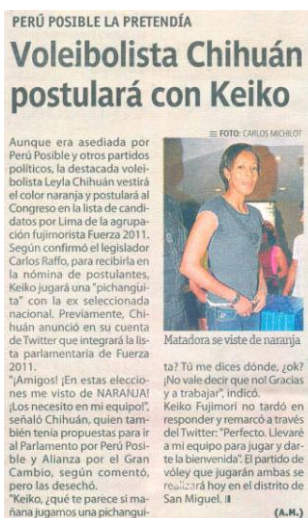 PERÚ POSIBLE LA PRETENDÍA
Voleibolista Chihuán
postulará con Keiko
Aunque era asediada por
Perú Posible y otros partidos
políticos, la destacada volei-
bolista Leyla Chihuán vestirá
el color naranja y postulará al
Congreso en la lista de candi-
datos por Lima de la agrupa-
ción fujimorista Fuerza 2011.
Según confirmó el legislador
Carlos Raffo, para recibirla en
la nómina de postulantes,
Keiko jugará una "pichangui-
ta" con la ex seleccionada
nacional. Previamente, Chi-
huán anunció en su cuenta
de Twitter que integrará la lis-
ta parlamentaria de Fuerza
2011.
"¡Amigos! ¡En estas eleccio-
nes me visto de NARANJA!
¡Los necesito en mi equipo!",
señaló Chihuán, quien tam-
bién tenía propuestas para ir
al Parlamento por Perú Posi-
ble y Alianza por el Gran
Cambio, según comentó,
pero las desechó.
"Keiko, ¿qué te parece si ma-
ñana jugamos una pichangui-
FOTO: CARLOS MICHILOT
Matadora se viste de naranja
ta? Tú me dices dónde, ¿ok?
¡No vale decir que no! Gracias
y a trabajar", indicó.
Keiko Fujimori no tardó en
responder y remarcó a través
del Twitter: "Perfecto. Llevaré
a mi equipo para jugar y dar-
te la bienvenida". El partido de
vóley que jugarán ambas se
realizará hoy en el distrito de
San Miguel.
(A.M.)